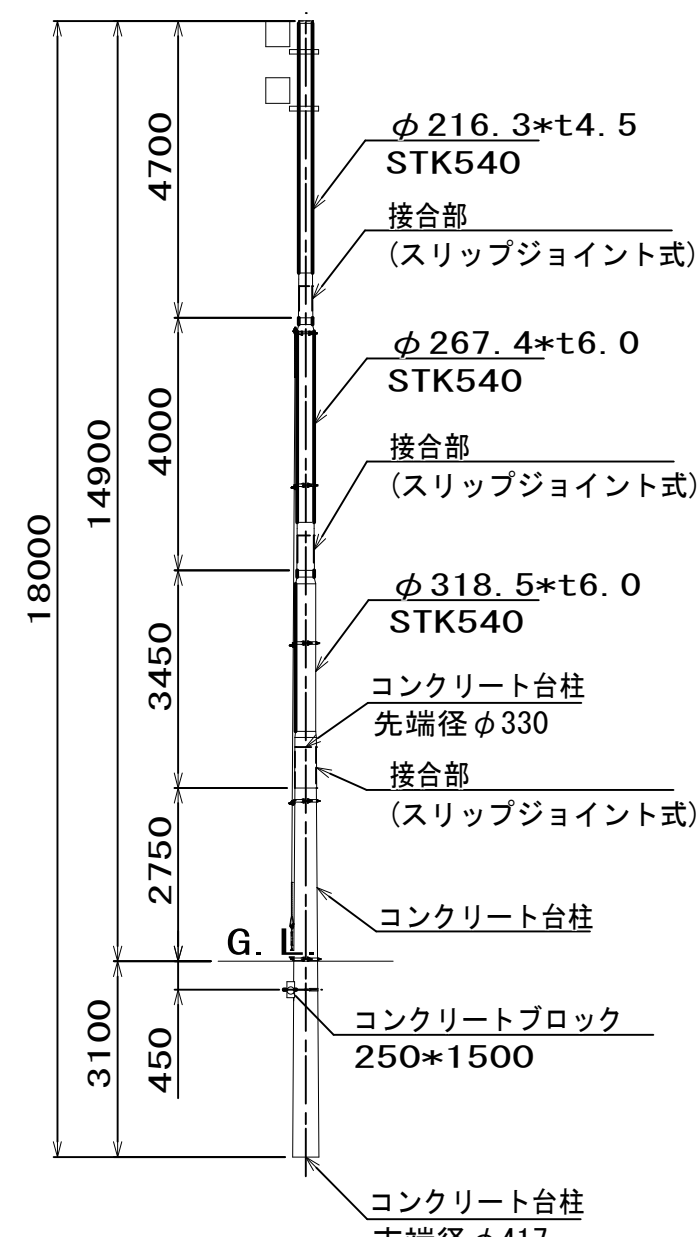 φ216.3*t4.5
STK540
接合部
(スリップジョイント式)
φ267.4*t6.0
STK540
接合部
(スリップジョイント式)
φ318.5*t6.0
STK540
コンクリート台柱
先端径φ330
接合部
(スリップジョイント式)
コンクリート台柱
G. L.
コンクリートブロック
250*1500
コンクリート台柱
φ417
18000
14900
3100
4700
4000
3450
2750
450